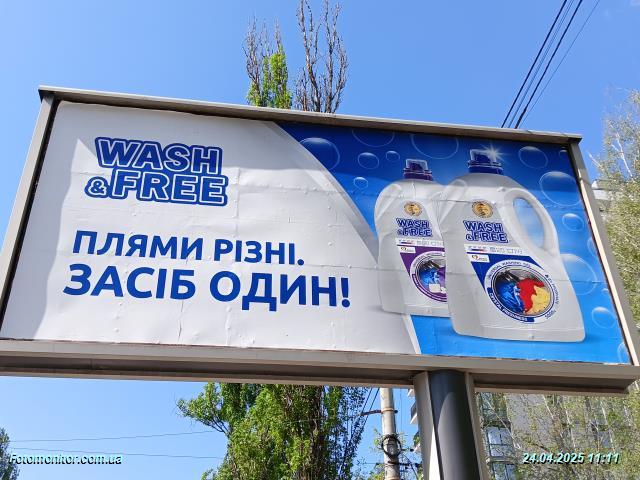 WASH
&FREE
ПЛЯМИ РІЗНІ.
ЗАСІБ ОДИН!
WASH
&FREE
WASH
&FREE
Fotomonitor.com.ua
24.04.2025 11:11